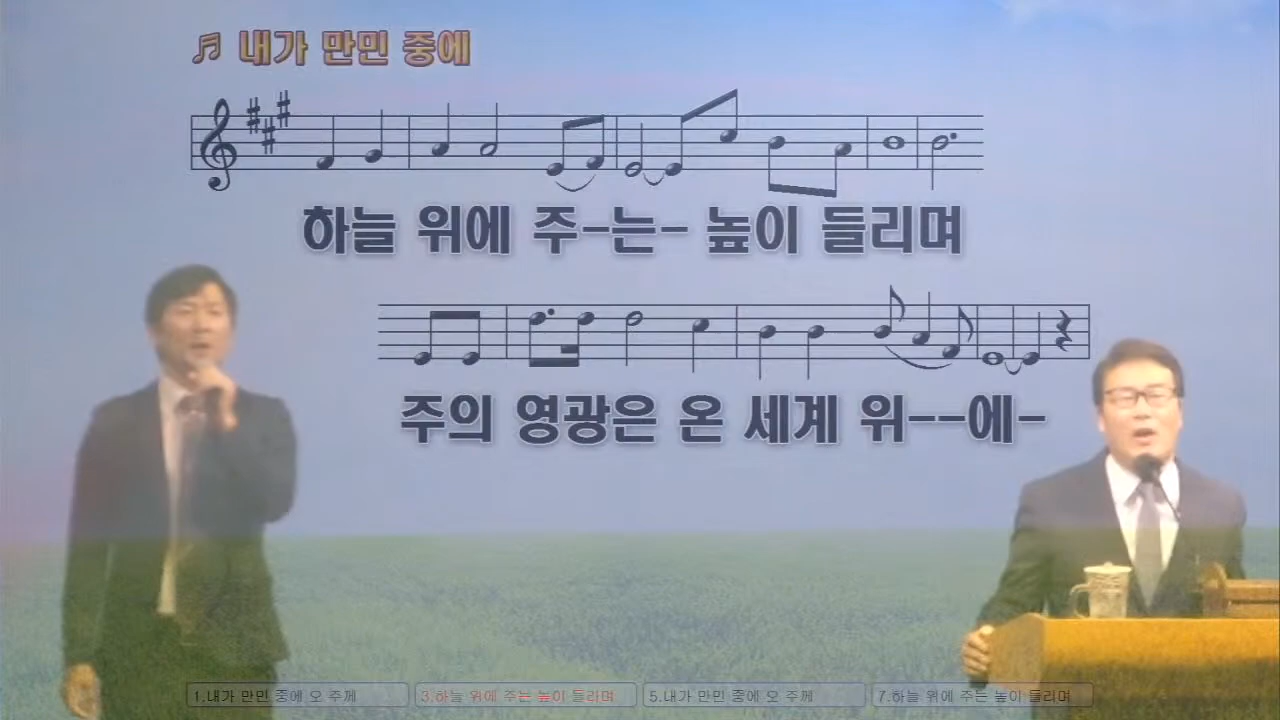 내가 만민 중에
하늘 위에 주-는- 높이 들리며
주의 영광은 온 세계 위--에-
1.내가 만민 중에 오 주께 3.하늘 위에 주는 높이 들리며 5.내가 만민 중에 오 주께 7.하늘 위에 주는 높이 들리며